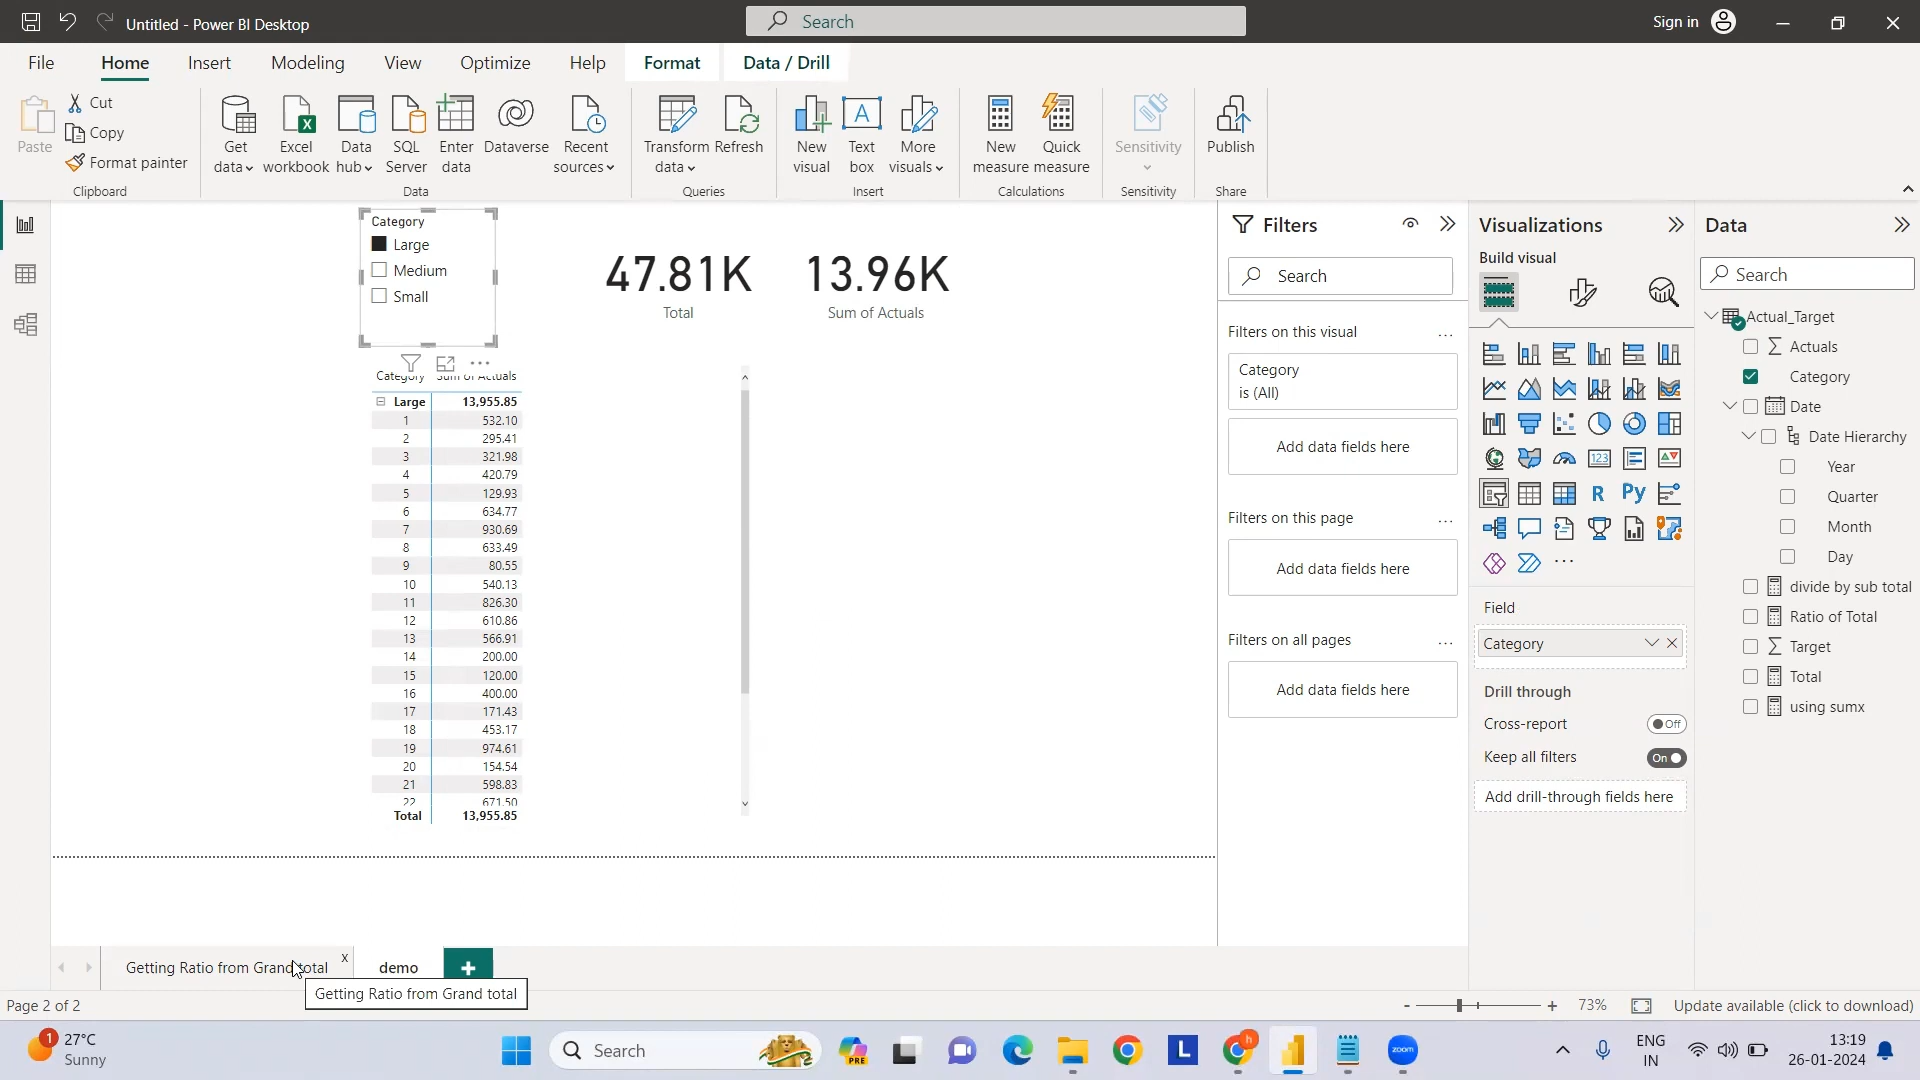 Untitled - Power BI Desktop
Search
Sign in
File
Home
Insert
Modeling
View
Optimize
Help
Format
Data / Drill
Paste
Cut
Copy
Format painter
Clipboard
Get data
Excel workbook
Data hub
SQL Server
Enter data
Dataverse
Recent sources
Data
Transform data
Refresh
Queries
New visual
Text box
More visuals
Insert
New measure
Quick measure
Calculations
Sensitivity
Sensitivity
Publish
Share
Category
Large
Medium
Small
47.81K
Total
13.96K
Sum of Actuals
Category Sum of Actuals
Large 13,955.85
1 532.10
2 295.41
3 321.98
4 420.79
5 129.93
6 634.77
7 930.69
8 633.49
9 80.55
10 540.13
11 826.30
12 610.86
13 566.91
14 200.00
15 120.00
16 400.00
17 171.43
18 453.17
19 974.61
20 154.54
21 598.83
22 671.50
Total 13,955.85
Filters
Search
Filters on this visual
...
Category
is (All)
Add data fields here
Filters on this page
...
Add data fields here
Filters on all pages
...
Add data fields here
Visualizations
Build visual
123
R
Py
...
Field
Category
Drill through
Cross-report
Off
Keep all filters
On
Add drill-through fields here
Data
Search
Actual_Target
Actuals
Category
Date
Date Hierarchy
Year
Quarter
Month
Day
divide by sub total
Ratio of Total
Target
Total
using sumx
Getting Ratio from Grand total
x
demo
Getting Ratio from Grand total
Page 2 of 2
- + 73%
Update available (click to download)
1
27°C
Sunny
Search
PRE
L
h
zoom
ENG
IN
13:19
26-01-2024